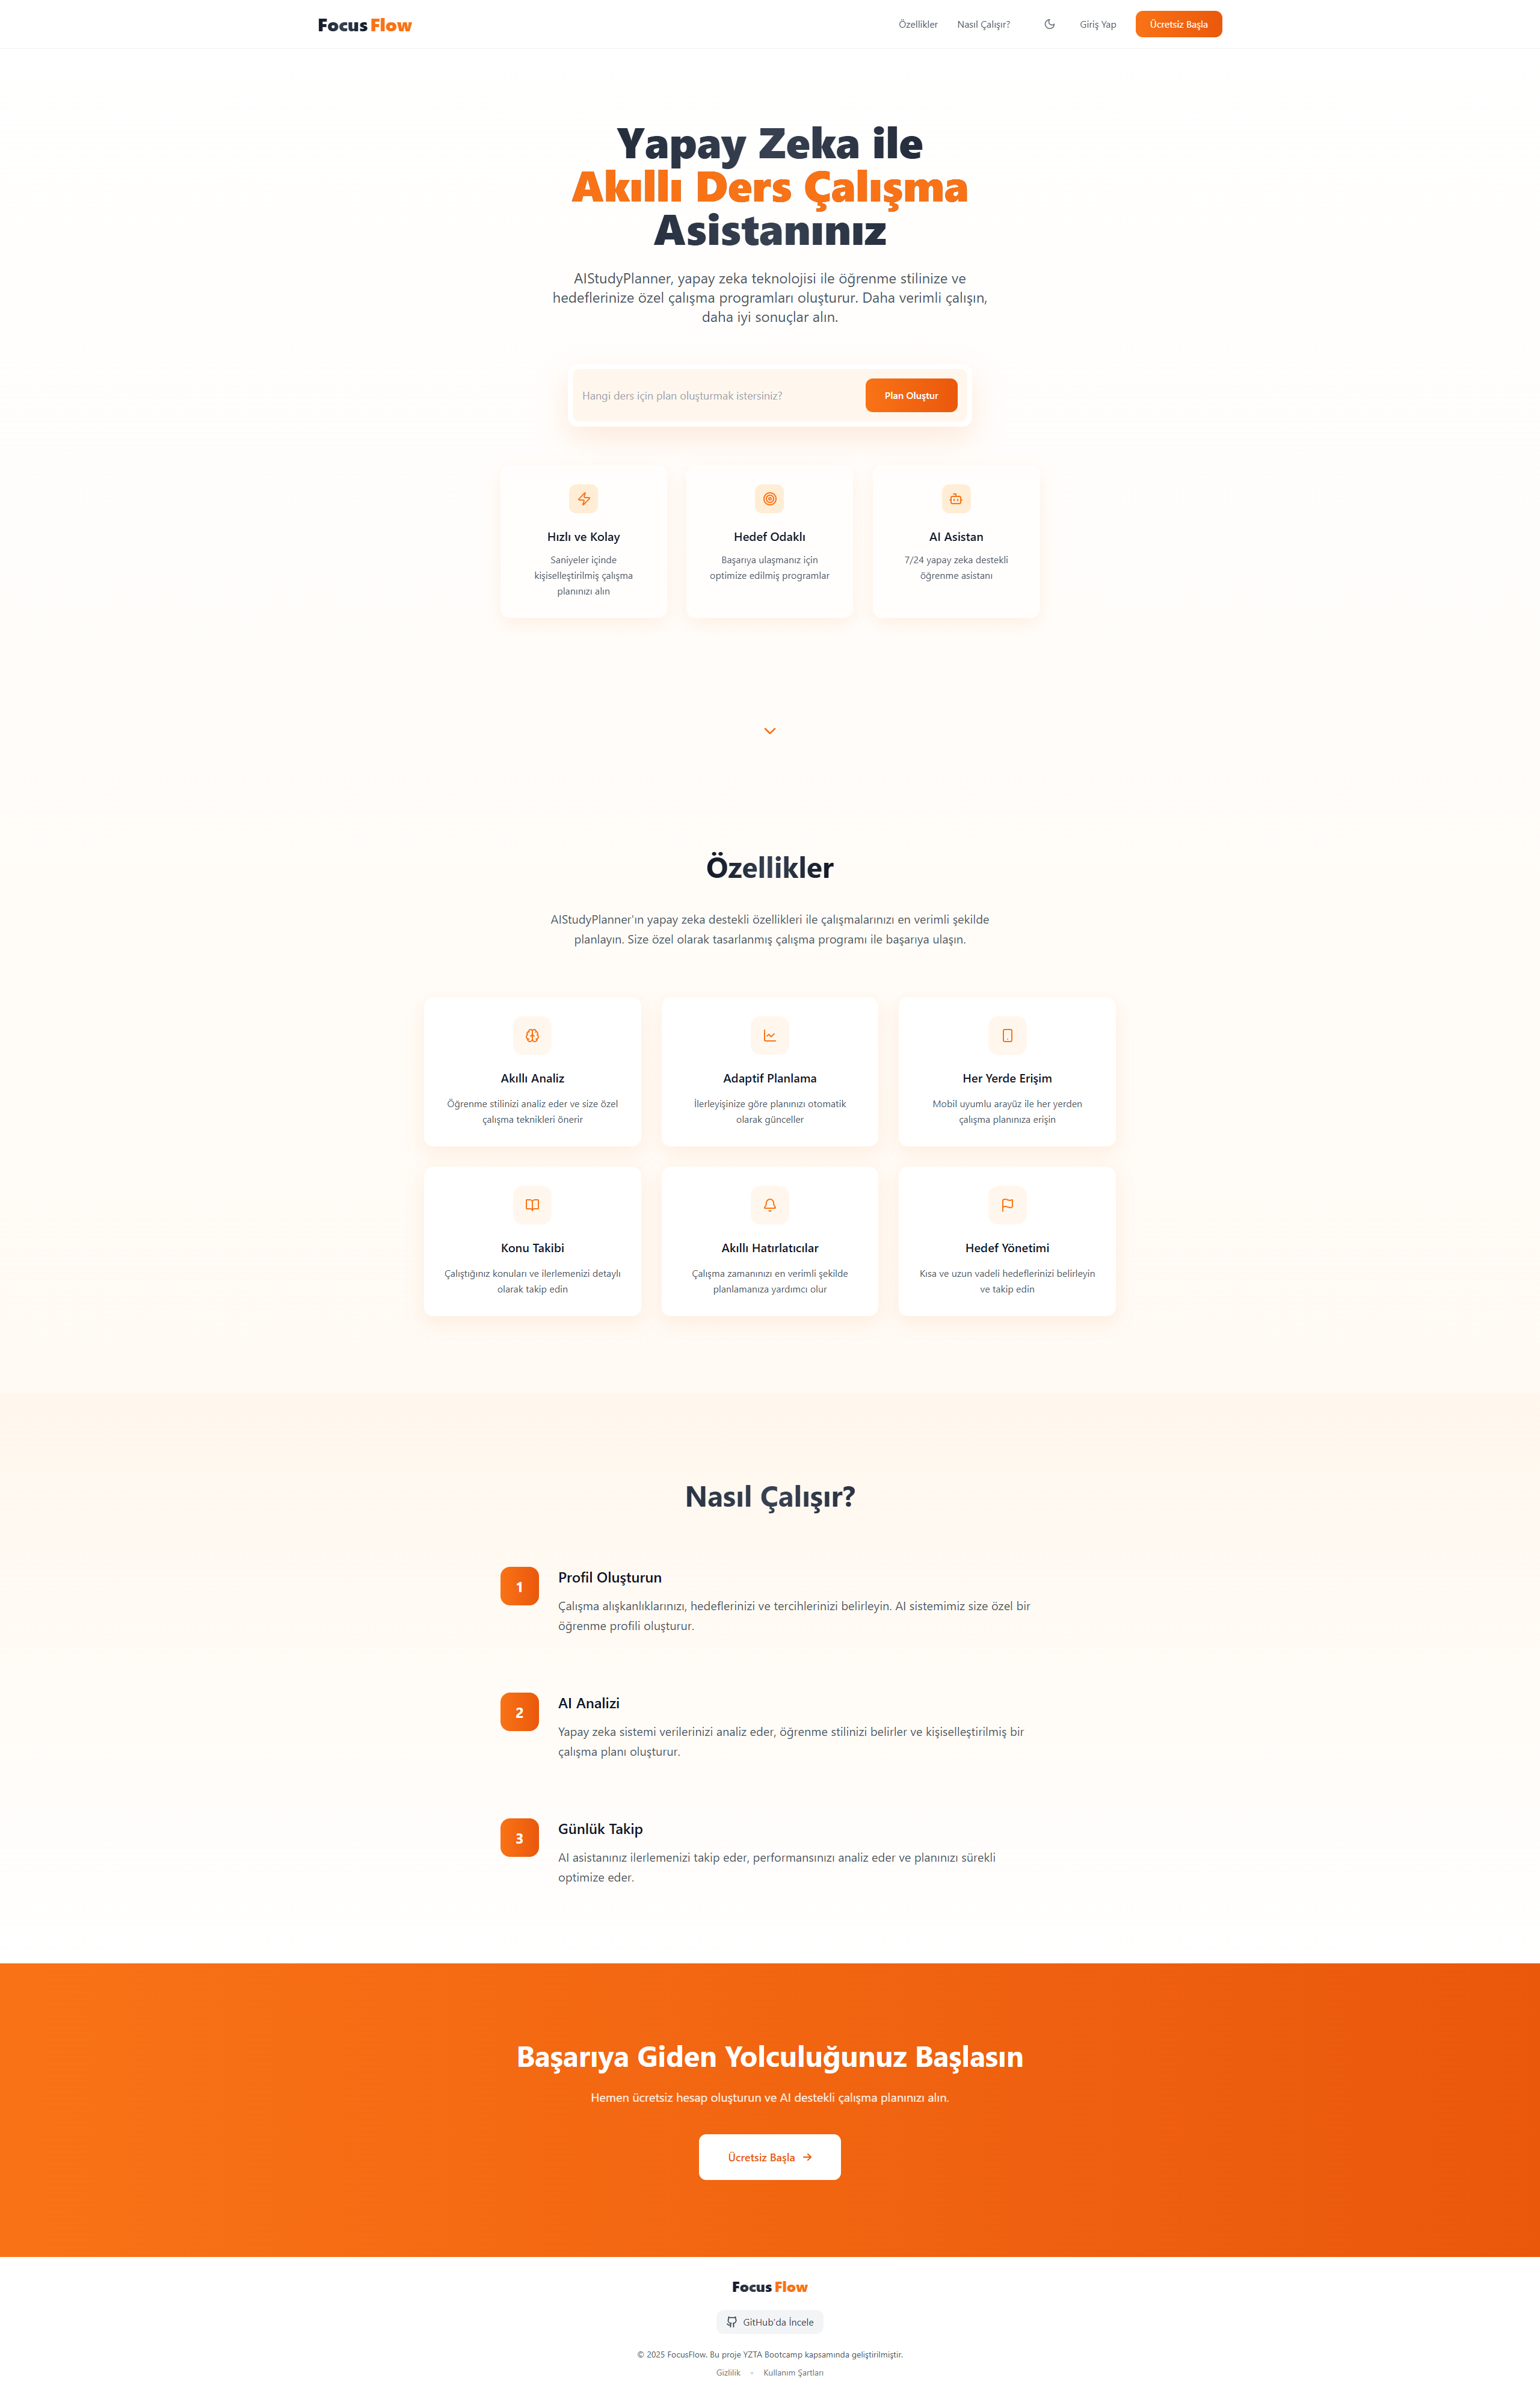 Focus Flow
Özellikler
Nasıl Çalışır?
Giriş Yap
Ücretsiz Başla
Yapay Zeka ile
Akıllı Ders Çalışma
Asistanınız
AIStudyPlanner, yapay zeka teknolojisi ile öğrenme stilinize ve
hedeflerinize özel çalışma programları oluşturur. Daha verimli çalışın,
daha iyi sonuçlar alın.
Hangi ders için plan oluşturmak istersiniz?
Plan Oluştur
Hızlı ve Kolay
Saniyeler içinde
kişiselleştirilmiş çalışma
planınızı alın
Hedef Odaklı
Başarıya ulaşmanız için
optimize edilmiş programlar
AI Asistan
7/24 yapay zeka destekli
öğrenme asistanı
Özellikler
AIStudyPlanner'ın yapay zeka destekli özellikleri ile çalışmalarınızı en verimli şekilde
planlayın. Size özel olarak tasarlanmış çalışma programı ile başarıya ulaşın.
Akıllı Analiz
Öğrenme stilinizi analiz eder ve size özel
çalışma teknikleri önerir
Adaptif Planlama
İlerleyişinize göre planınızı otomatik
olarak günceller
Her Yerde Erişim
Mobil uyumlu arayüz ile her yerden
çalışma planınıza erişin
Konu Takibi
Çalıştığınız konuları ve ilerlemenizi detaylı
olarak takip edin
Akıllı Hatırlatıcılar
Çalışma zamanınızı en verimli şekilde
planlamanıza yardımcı olur
Hedef Yönetimi
Kısa ve uzun vadeli hedeflerinizi belirleyin
ve takip edin
Nasıl Çalışır?
1
Profil Oluşturun
Çalışma alışkanlıklarınızı, hedeflerinizi ve tercihlerinizi belirleyin. AI sistemimiz size özel bir
öğrenme profili oluşturur.
2
AI Analizi
Yapay zeka sistemi verilerinizi analiz eder, öğrenme stilinizi belirler ve kişiselleştirilmiş bir
çalışma planı oluşturur.
3
Günlük Takip
AI asistanınız ilerlemenizi takip eder, performansınızı analiz eder ve planınızı sürekli
optimize eder.
Başarıya Giden Yolculuğunuz Başlasın
Hemen ücretsiz hesap oluşturun ve AI destekli çalışma planınızı alın.
Ücretsiz Başla →
Focus Flow
GitHub'da İncele
© 2025 FocusFlow. Bu proje YZTA Bootcamp kapsamında geliştirilmiştir.
Gizlilik • Kullanım Şartları